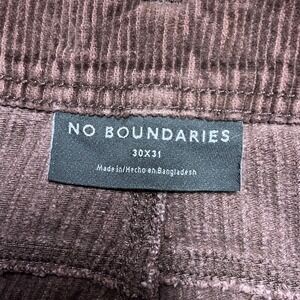 NO BOUNDARIES
30X31
Made in/Hecho en Bangladesh